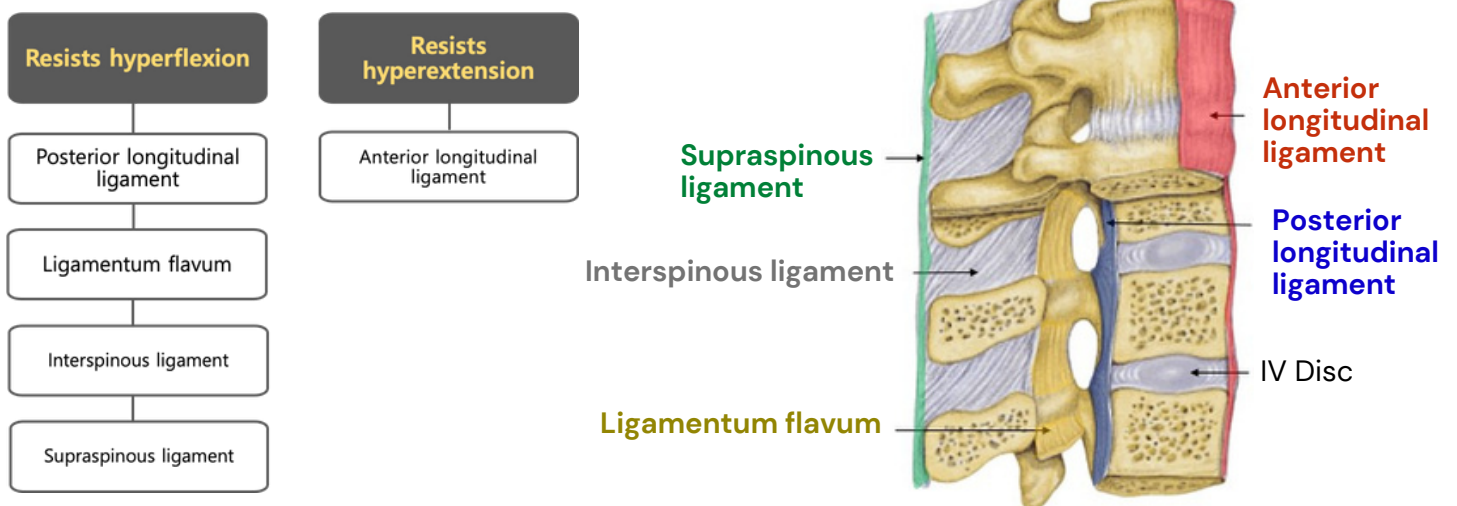 Resists hyperflexion
Posterior longitudinal
ligament
Ligamentum flavum
Interspinous ligament
Supraspinous ligament
Resists
hyperextension
Anterior longitudinal
ligament
Supraspinous
ligament
Interspinous ligament
Ligamentum flavum
Anterior
longitudinal
ligament
Posterior
longitudinal
ligament
IV Disc